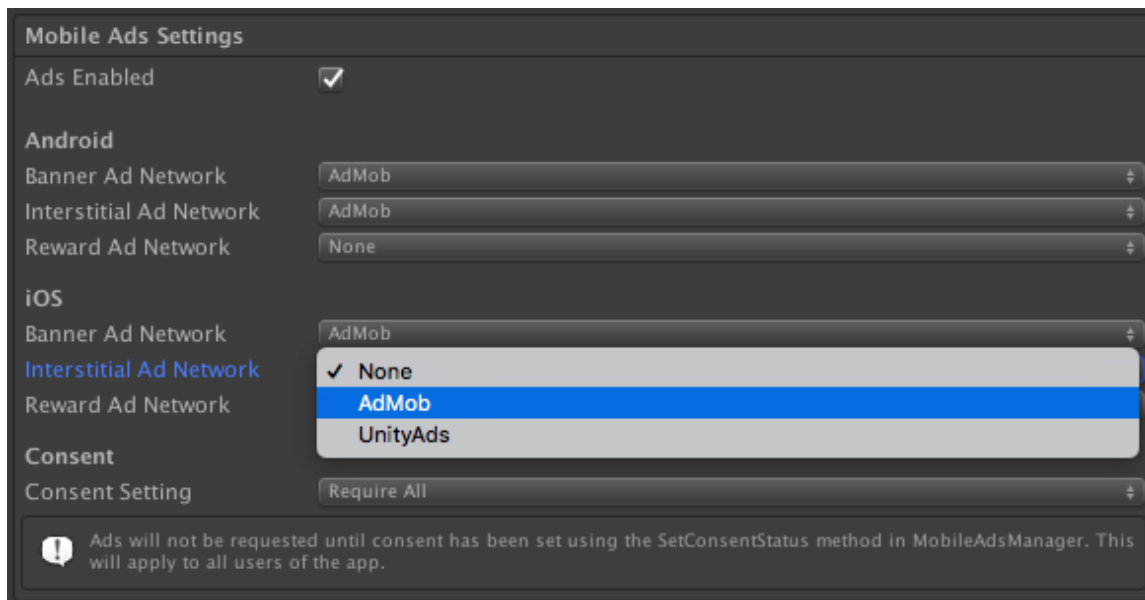 Mobile Ads Settings
Ads Enabled
Android
Banner Ad Network AdMob
Interstitial Ad Network AdMob
Reward Ad Network None
iOS
Banner Ad Network AdMob
Interstitial Ad Network ✓ None
AdMob
Reward Ad Network
UnityAds
Consent
Consent Setting Require All
Ads will not be requested until consent has been set using the SetConsentStatus method in MobileAdsManager. This
will apply to all users of the app.